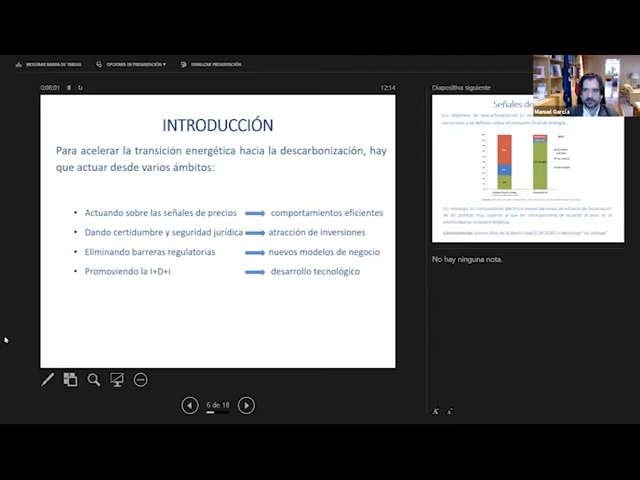 MOSTRAR BARRA DE TAREAS
OPCIONES DE PRESENTACIÓN
FINALIZAR PRESENTACIÓN
Manuel García
0:06:01
12:14
Diapositiva siguiente
INTRODUCCIÓN
Para acelerar la transición energética hacia la descarbonización, hay
que actuar desde varios ámbitos:
• Actuando sobre las señales de precios comportamientos eficientes
• Dando certidumbre y seguridad jurídica atracción de inversiones
• Eliminando barreras regulatorias nuevos modelos de negocio
• Promoviendo la I+D+i desarrollo tecnológico
Señales de
No hay ninguna nota.
6 de 18